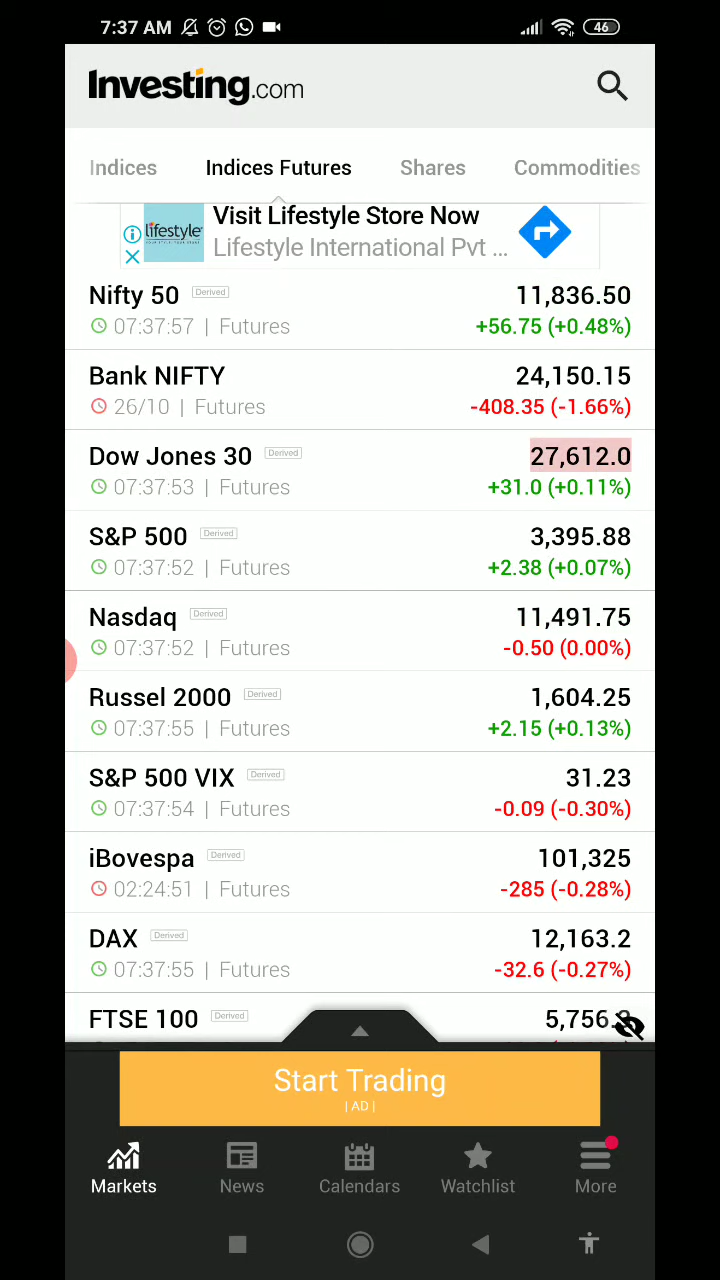 7:37 AM 46
Investing.com
Indices Indices Futures Shares Commodities
lifestyle
Visit Lifestyle Store Now
Lifestyle International Pvt ...
Nifty 50 Derived 11,836.50
07:37:57 | Futures +56.75 (+0.48%)
Bank NIFTY 24,150.15
26/10 | Futures -408.35 (-1.66%)
Dow Jones 30 Derived 27,612.0
07:37:53 | Futures +31.0 (+0.11%)
S&P 500 Derived 3,395.88
07:37:52 | Futures +2.38 (+0.07%)
Nasdaq Derived 11,491.75
07:37:52 | Futures -0.50 (0.00%)
Russel 2000 Derived 1,604.25
07:37:55 | Futures +2.15 (+0.13%)
S&P 500 VIX Derived 31.23
07:37:54 | Futures -0.09 (-0.30%)
iBovespa Derived 101,325
02:24:51 | Futures -285 (-0.28%)
DAX Derived 12,163.2
07:37:55 | Futures -32.6 (-0.27%)
FTSE 100 Derived 5,756.
Start Trading
| AD |
Markets News Calendars Watchlist More